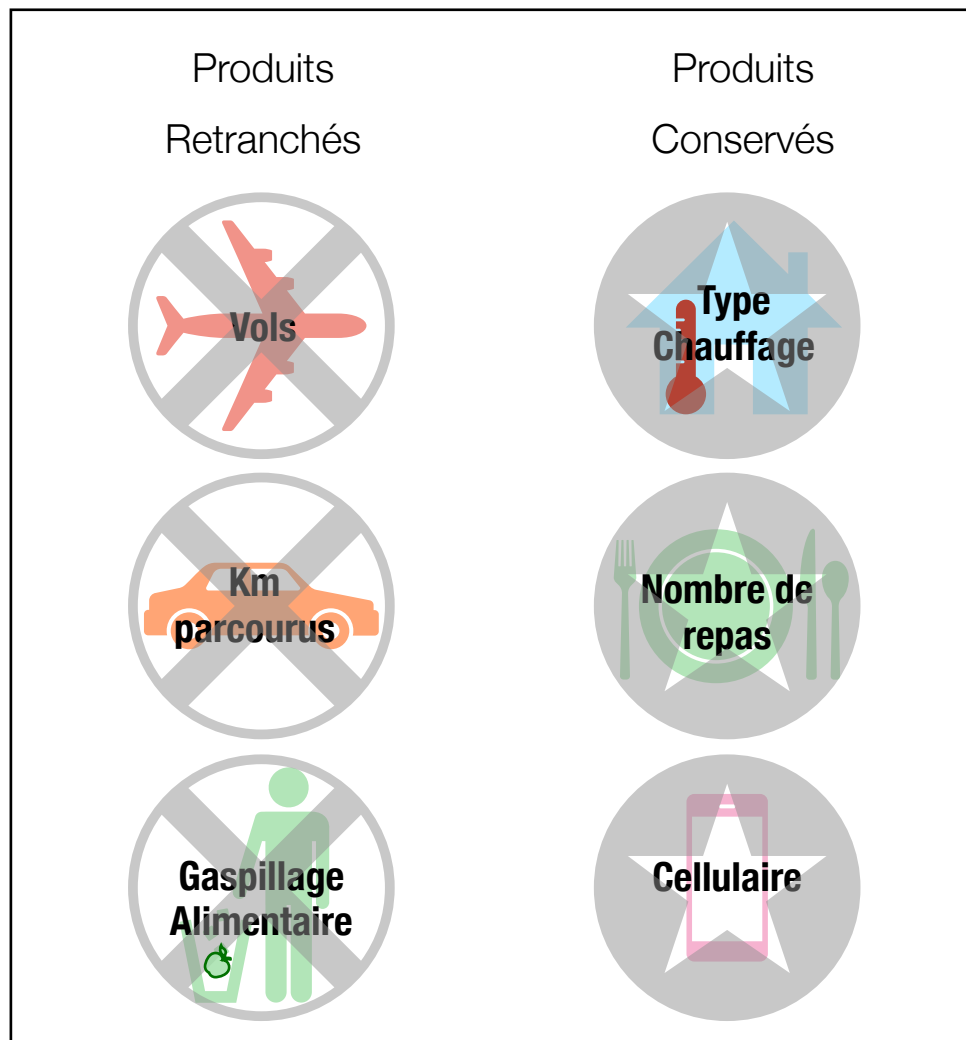 Produits
Retranchés
Produits
Conservés
Vols
Type
Chauffage
Km
parcourus
Nombre de
repas
Gaspillage
Alimentaire
Cellulaire